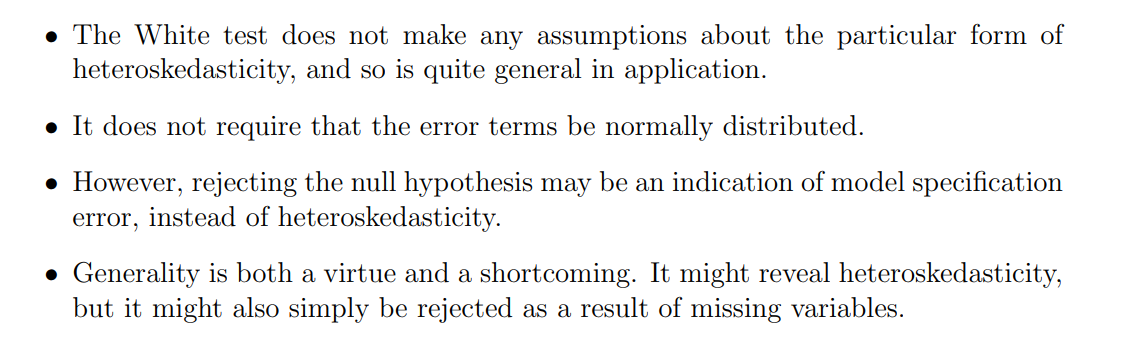 • The White test does not make any assumptions about the particular form of
heteroskedasticity, and so is quite general in application.
• It does not require that the error terms be normally distributed.
• However, rejecting the null hypothesis may be an indication of model specification
error, instead of heteroskedasticity.
• Generality is both a virtue and a shortcoming. It might reveal heteroskedasticity,
but it might also simply be rejected as a result of missing variables.